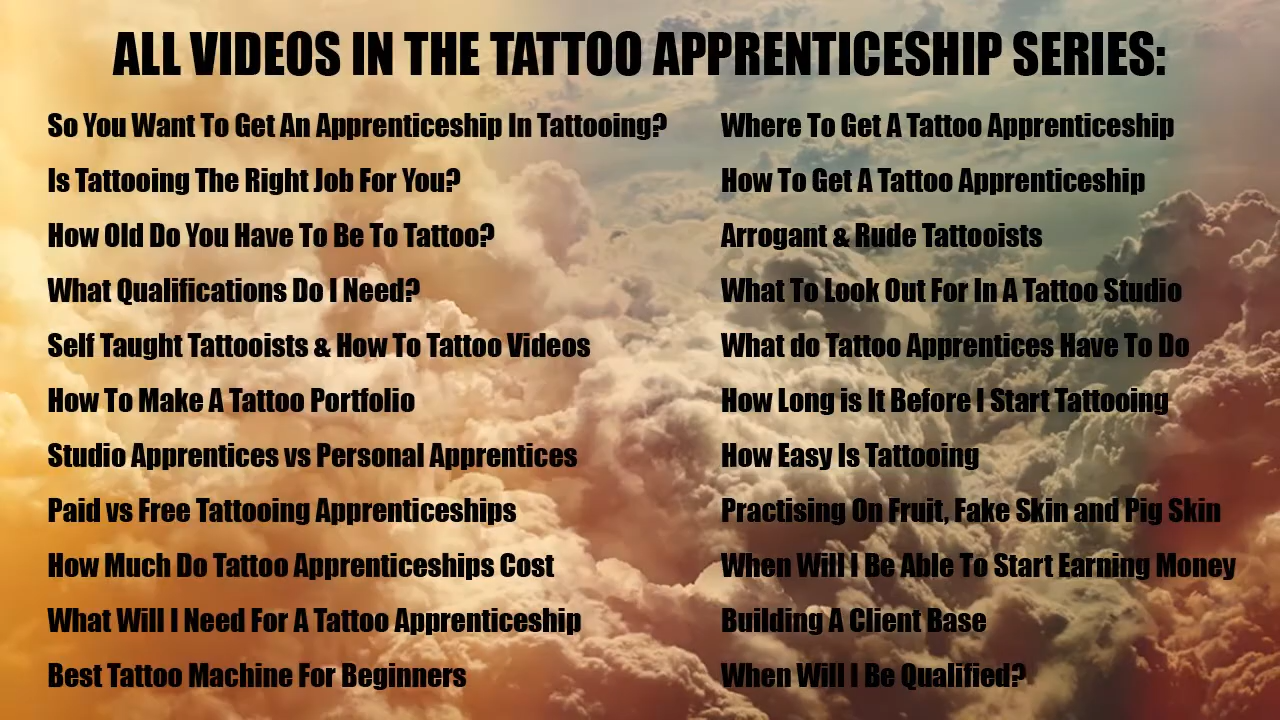 ALL VIDEOS IN THE TATTOO APPRENTICESHIP SERIES:
So You Want To Get An Apprenticeship In Tattooing?
Is Tattooing The Right Job For You?
How Old Do You Have To Be To Tattoo?
What Qualifications Do I Need?
Self Taught Tattooists & How To Tattoo Videos
How To Make A Tattoo Portfolio
Studio Apprentices vs Personal Apprentices
Paid vs Free Tattooing Apprenticeships
How Much Do Tattoo Apprenticeships Cost
What Will I Need For A Tattoo Apprenticeship
Best Tattoo Machine For Beginners
Where To Get A Tattoo Apprenticeship
How To Get A Tattoo Apprenticeship
Arrogant & Rude Tattooists
What To Look Out For In A Tattoo Studio
What do Tattoo Apprentices Have To Do
How Long is It Before I Start Tattooing
How Easy Is Tattooing
Practising On Fruit, Fake Skin and Pig Skin
When Will I Be Able To Start Earning Money
Building A Client Base
When Will I Be Qualified?